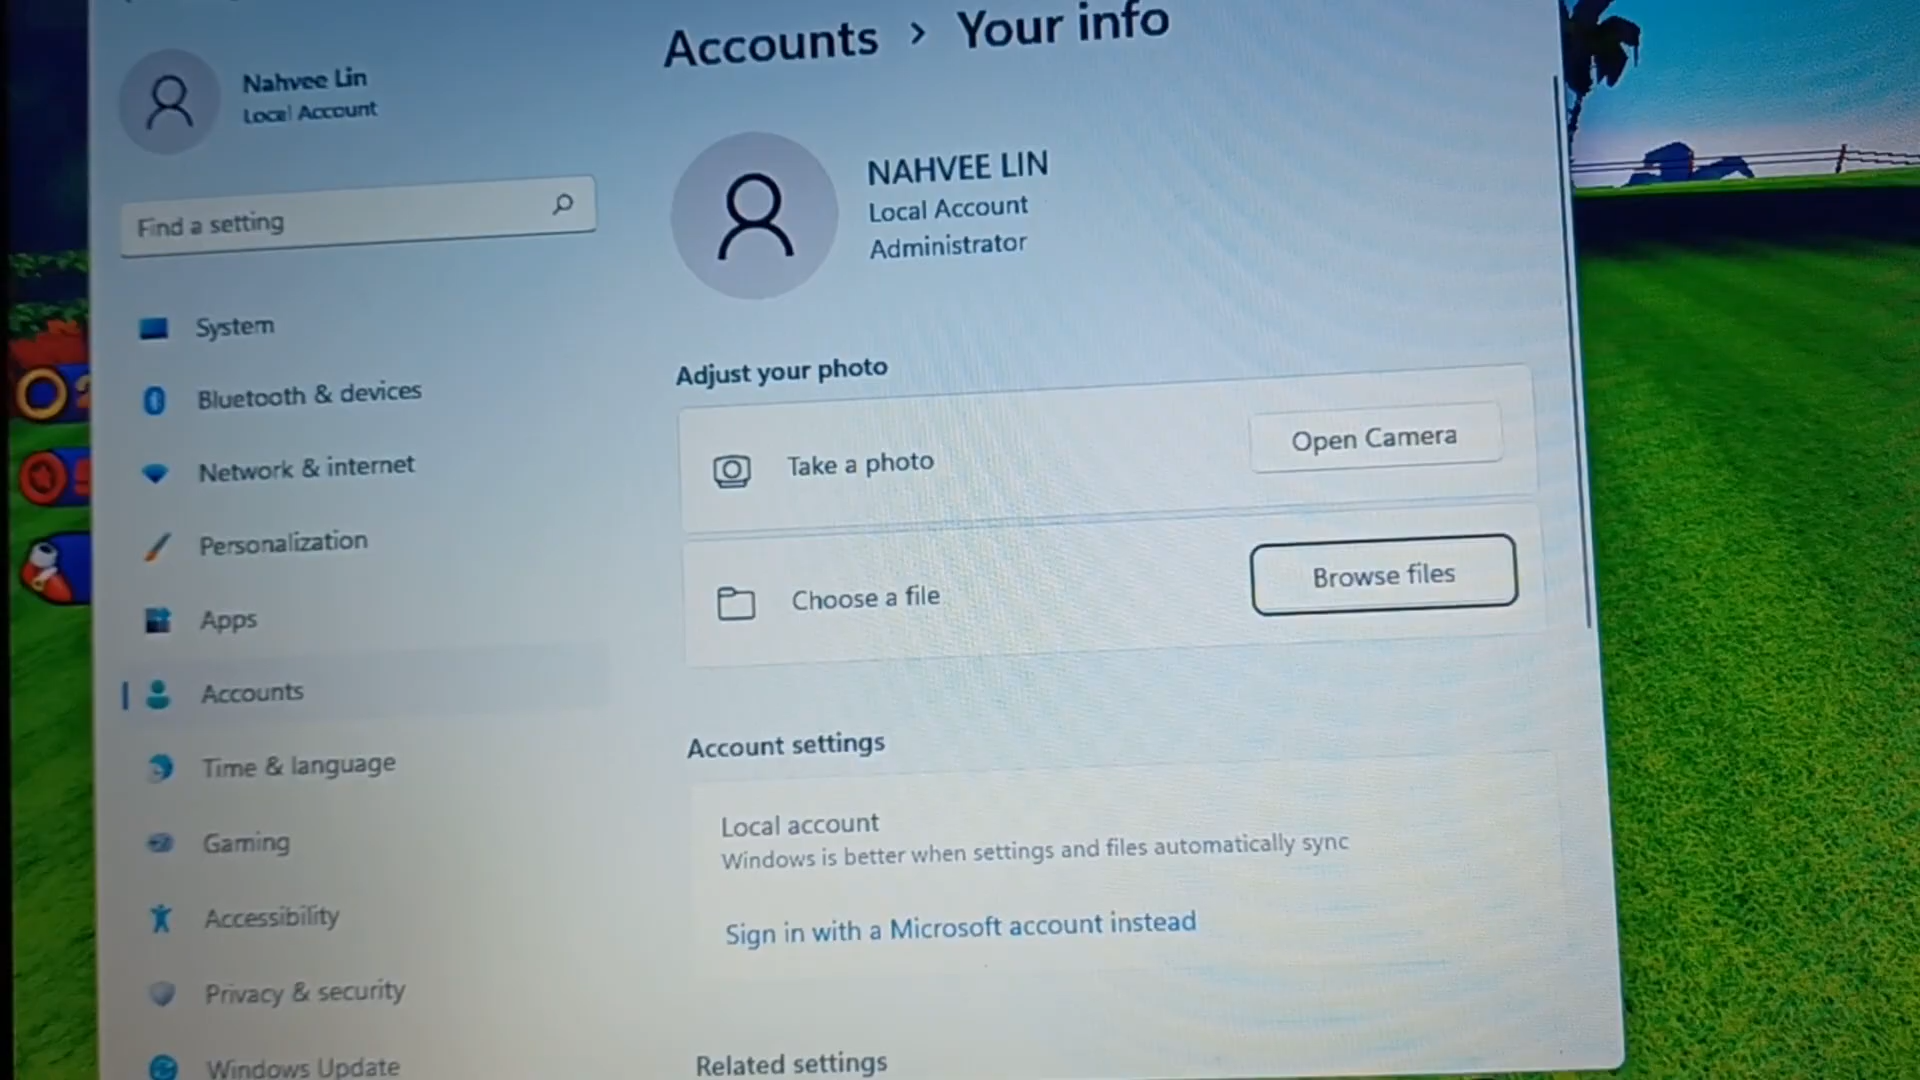 Accounts > Your info
Nahvee Lin
Local Account
Find a setting
System
Bluetooth & devices
Network & internet
Personalization
Apps
Accounts
Time & language
Gaming
Accessibility
Privacy & security
Windows Update
NAHVEE LIN
Local Account
Administrator
Adjust your photo
Take a photo
Open Camera
Choose a file
Browse files
Account settings
Local account
Windows is better when settings and files automatically sync
Sign in with a Microsoft account instead
Related settings